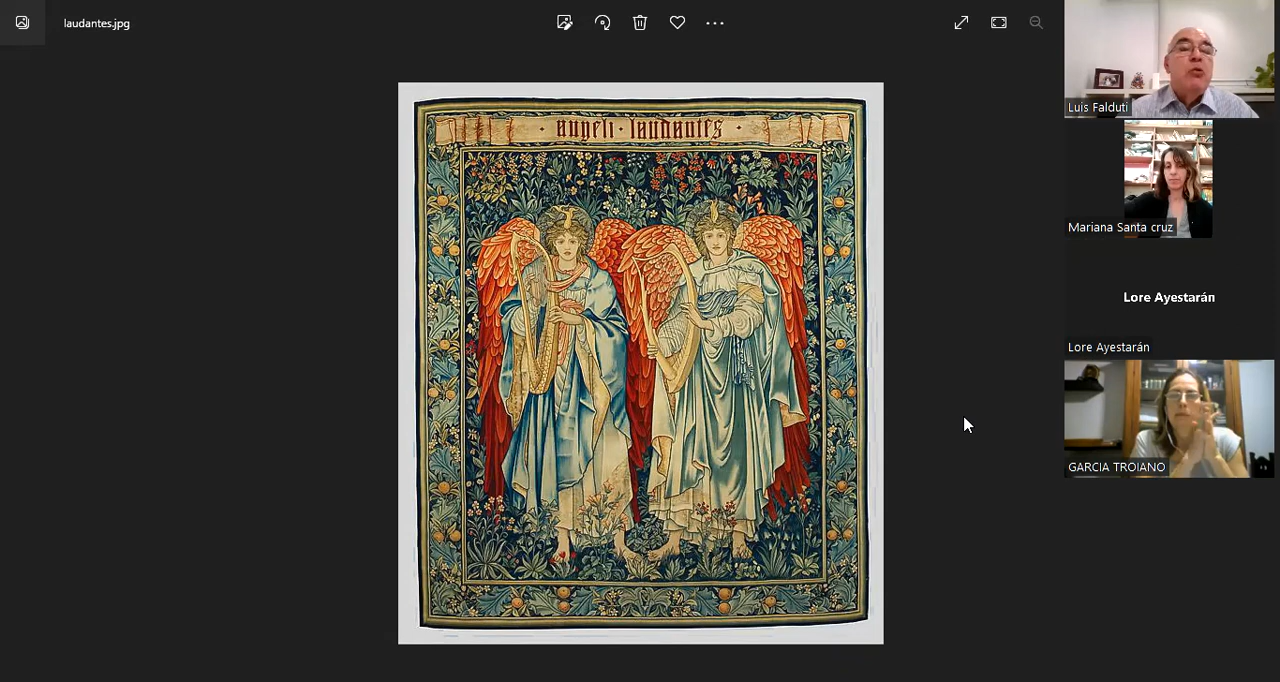 laudantes.jpg
· angeli · laudantes ·
Luis Falduti
Mariana Santa cruz
Lore Ayestarán
Lore Ayestarán
GARCIA TROIANO